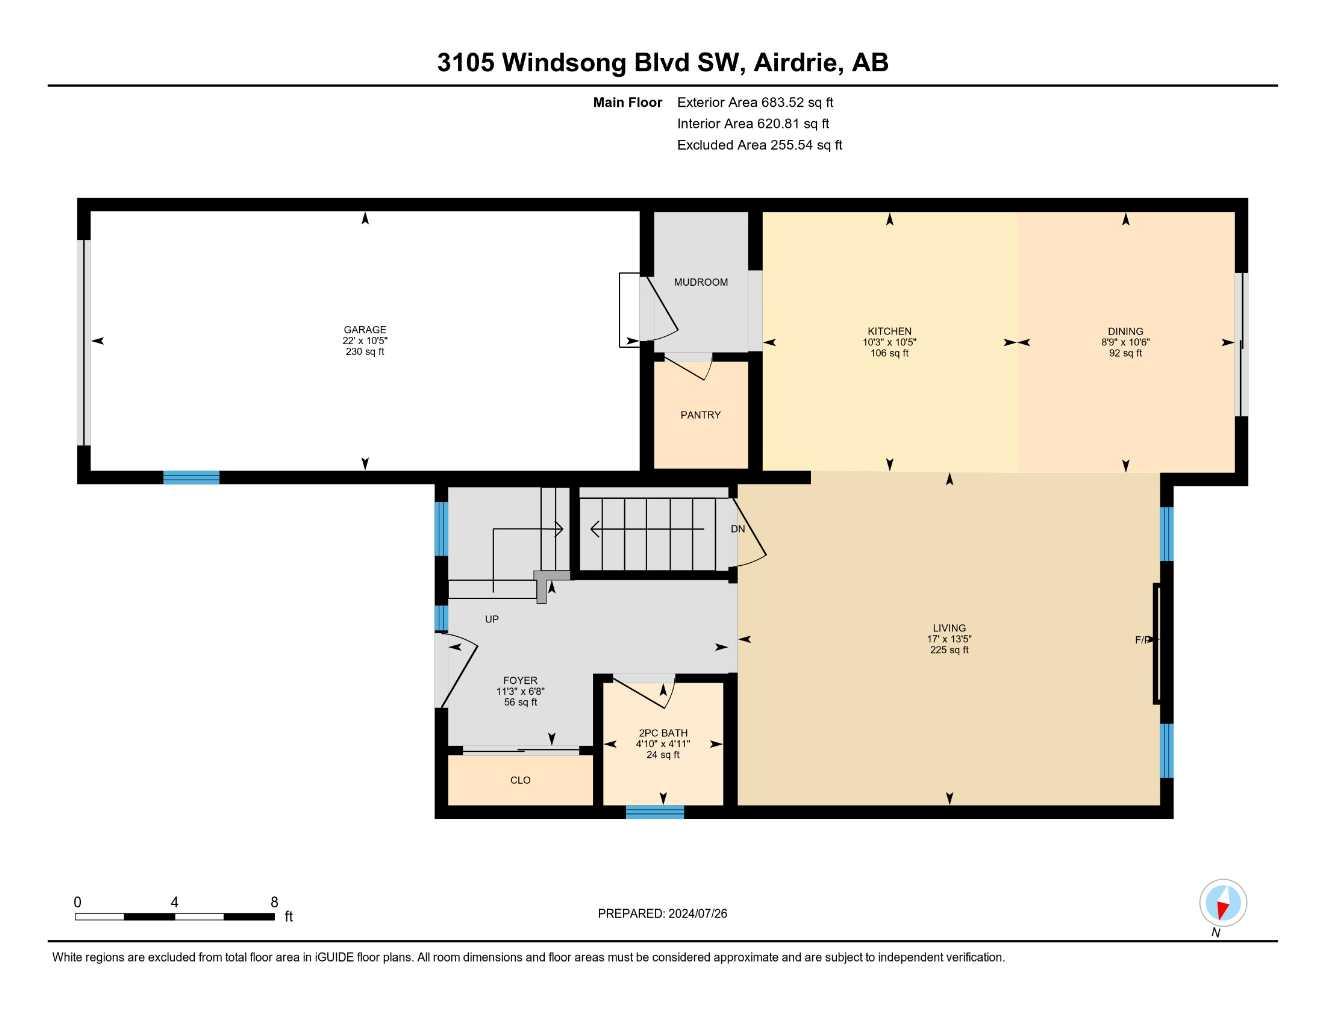 3105 Windsong Blvd SW, Airdrie, AB
Main Floor Exterior Area 683.52 sq ft
Interior Area 620.81 sq ft
Excluded Area 255.54 sq ft
GARAGE
22' x 10'5"
230 sq ft
MUDROOM
PANTRY
KITCHEN
10'3" x 10'5"
106 sq ft
DINING
8'9" x 10'6"
92 sq ft
DN
UP
FOYER
11'3" x 6'8"
56 sq ft
CLO
2PC BATH
4'10" x 4'11"
24 sq ft
LIVING
17' x 13'5"
225 sq ft
F/P
0 4 8
ft
PREPARED: 2024/07/26
N
White regions are excluded from total floor area in iGUIDE floor plans. All room dimensions and floor areas must be considered approximate and are subject to independent verification.